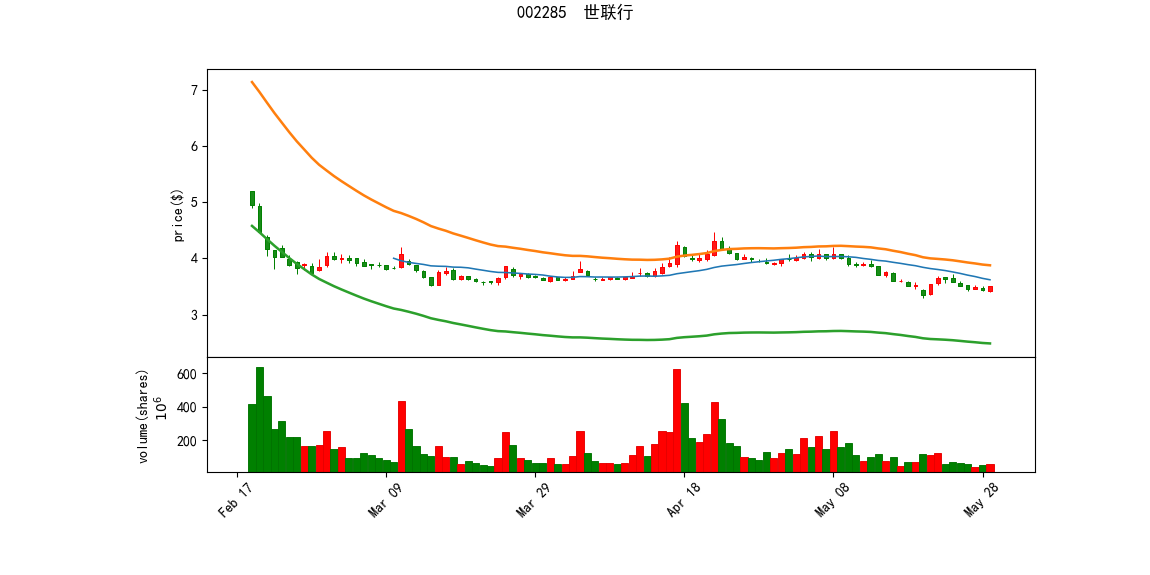 002285 世联行
price($)
7
6
5
4
3
volume(shares)
10^6
600
400
200
Feb 17
Mar 09
Mar 29
Apr 18
May 08
May 28